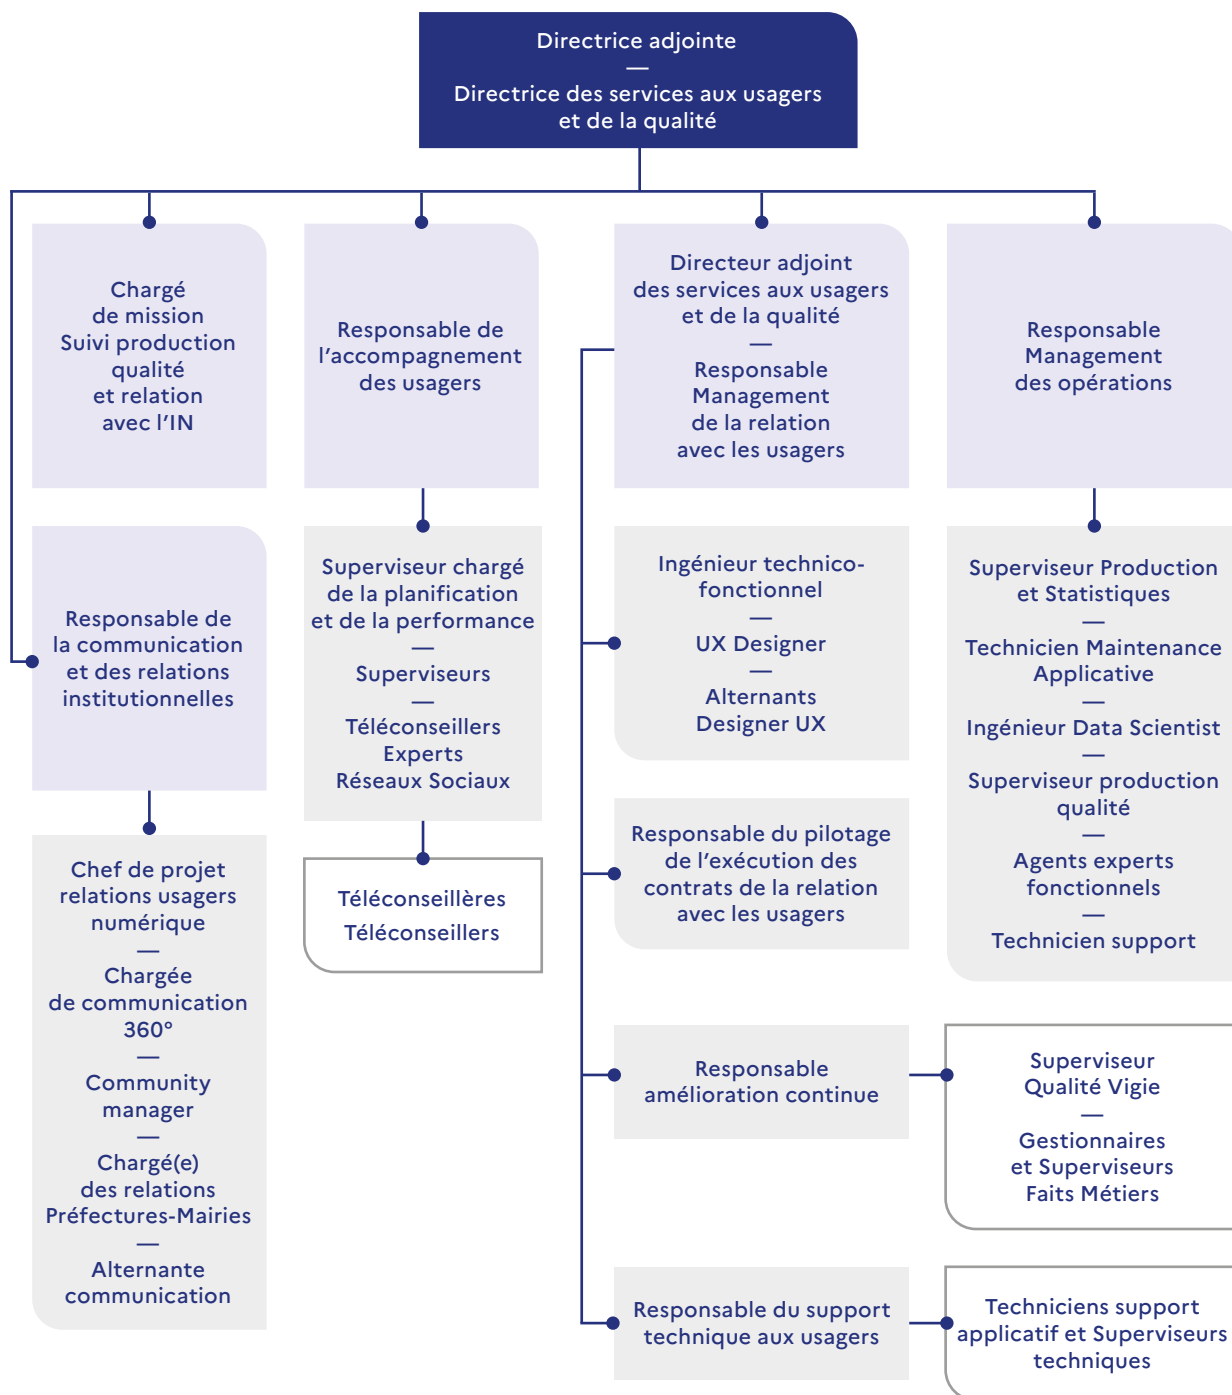 Directrice adjointe
—
Directrice des services aux usagers
et de la qualité
Chargé
de mission
Suivi production
qualité
et relation
avec l'IN
Responsable de
l'accompagnement
des usagers
Directeur adjoint
des services aux usagers
et de la qualité
—
Responsable
Management
de la relation
avec les usagers
Responsable
Management
des opérations
Responsable de
la communication
et des relations
institutionnelles
Superviseur chargé
de la planification
et de la performance
—
Superviseurs
—
Téléconseillers
Experts
Réseaux Sociaux
Ingénieur technico-
fonctionnel
—
UX Designer
—
Alternants
Designer UX
Superviseur Production
et Statistiques
—
Technicien Maintenance
Applicative
—
Ingénieur Data Scientist
—
Superviseur production
qualité
—
Agents experts
fonctionnels
—
Technicien support
Chef de projet
relations usagers
numérique
—
Chargée
de communication
360°
—
Community
manager
—
Chargé(e)
des relations
Préfectures-Mairies
—
Alternante
communication
Téléconseillères
Téléconseillers
Responsable du pilotage
de l'exécution des
contrats de la relation
avec les usagers
Responsable
amélioration continue
Superviseur
Qualité Vigie
—
Gestionnaires
et Superviseurs
Faits Métiers
Responsable du support
technique aux usagers
Techniciens support
applicatif et Superviseurs
techniques